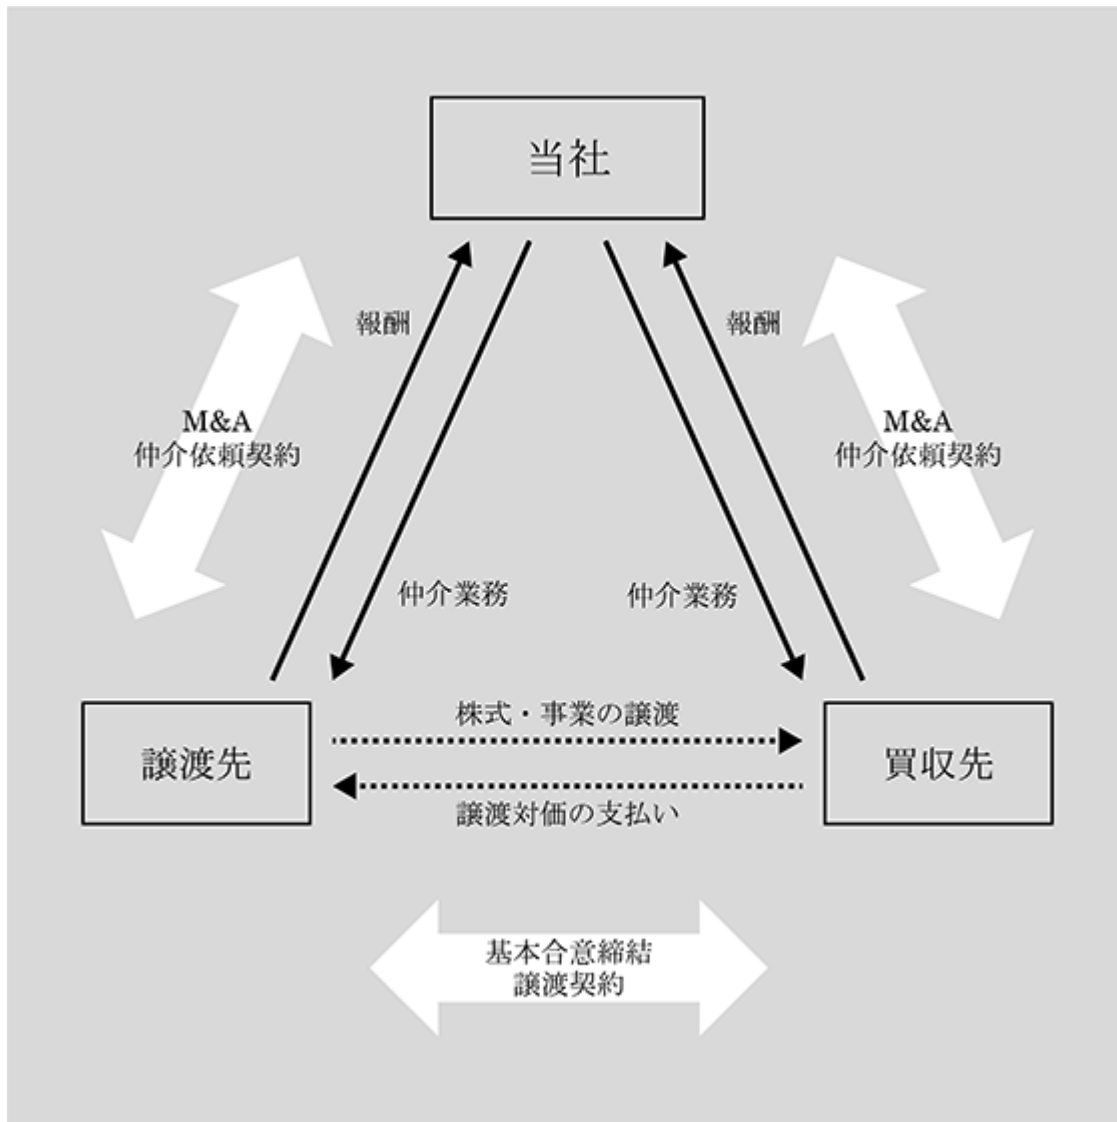 当社
報酬
報酬
M&A
仲介依頼契約
M&A
仲介依頼契約
仲介業務
仲介業務
譲渡先
株式・事業の譲渡
買収先
譲渡対価の支払い
基本合意締結
譲渡契約